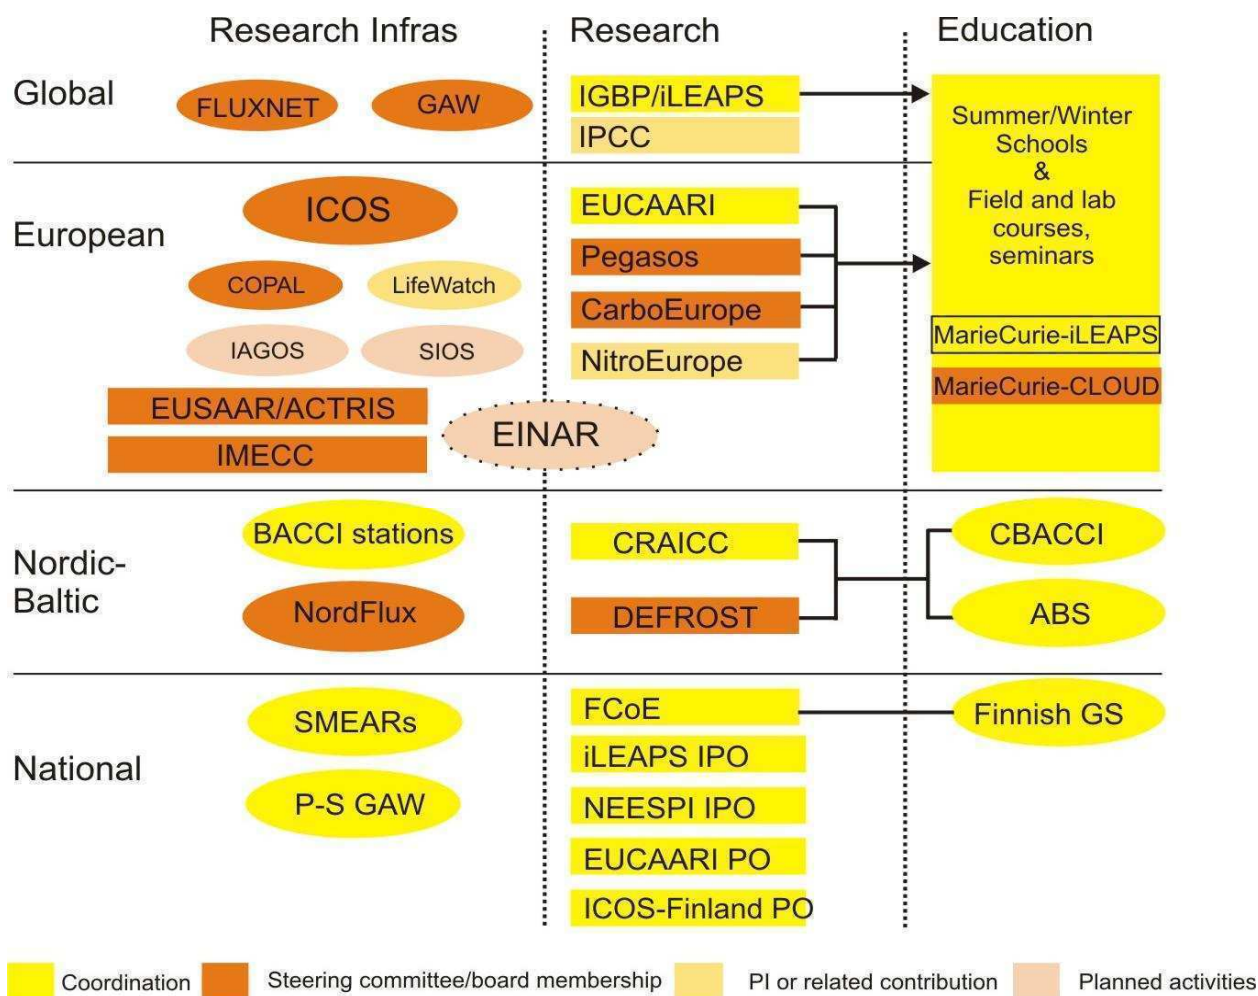 Research Infras
Research
Education
Global
FLUXNET
GAW
IGBP/iLEAPS
IPCC
Summer/Winter
Schools
&
Field and lab
courses,
seminars
MarieCurie-iLEAPS
MarieCurie-CLOUD
European
ICOS
COPAL
LifeWatch
IAGOS
SIOS
EUSAAR/ACTRIS
IMECC
EINAR
EUCAARI
Pegasos
CarboEurope
NitroEurope
Nordic-
Baltic
BACCI stations
NordFlux
CRAICC
DEFROST
CBACCI
ABS
National
SMEARs
P-S GAW
FCoE
iLEAPS IPO
NEESPI IPO
EUCAARI PO
ICOS-Finland PO
Finnish GS
Coordination
Steering committee/board membership
PI or related contribution
Planned activities